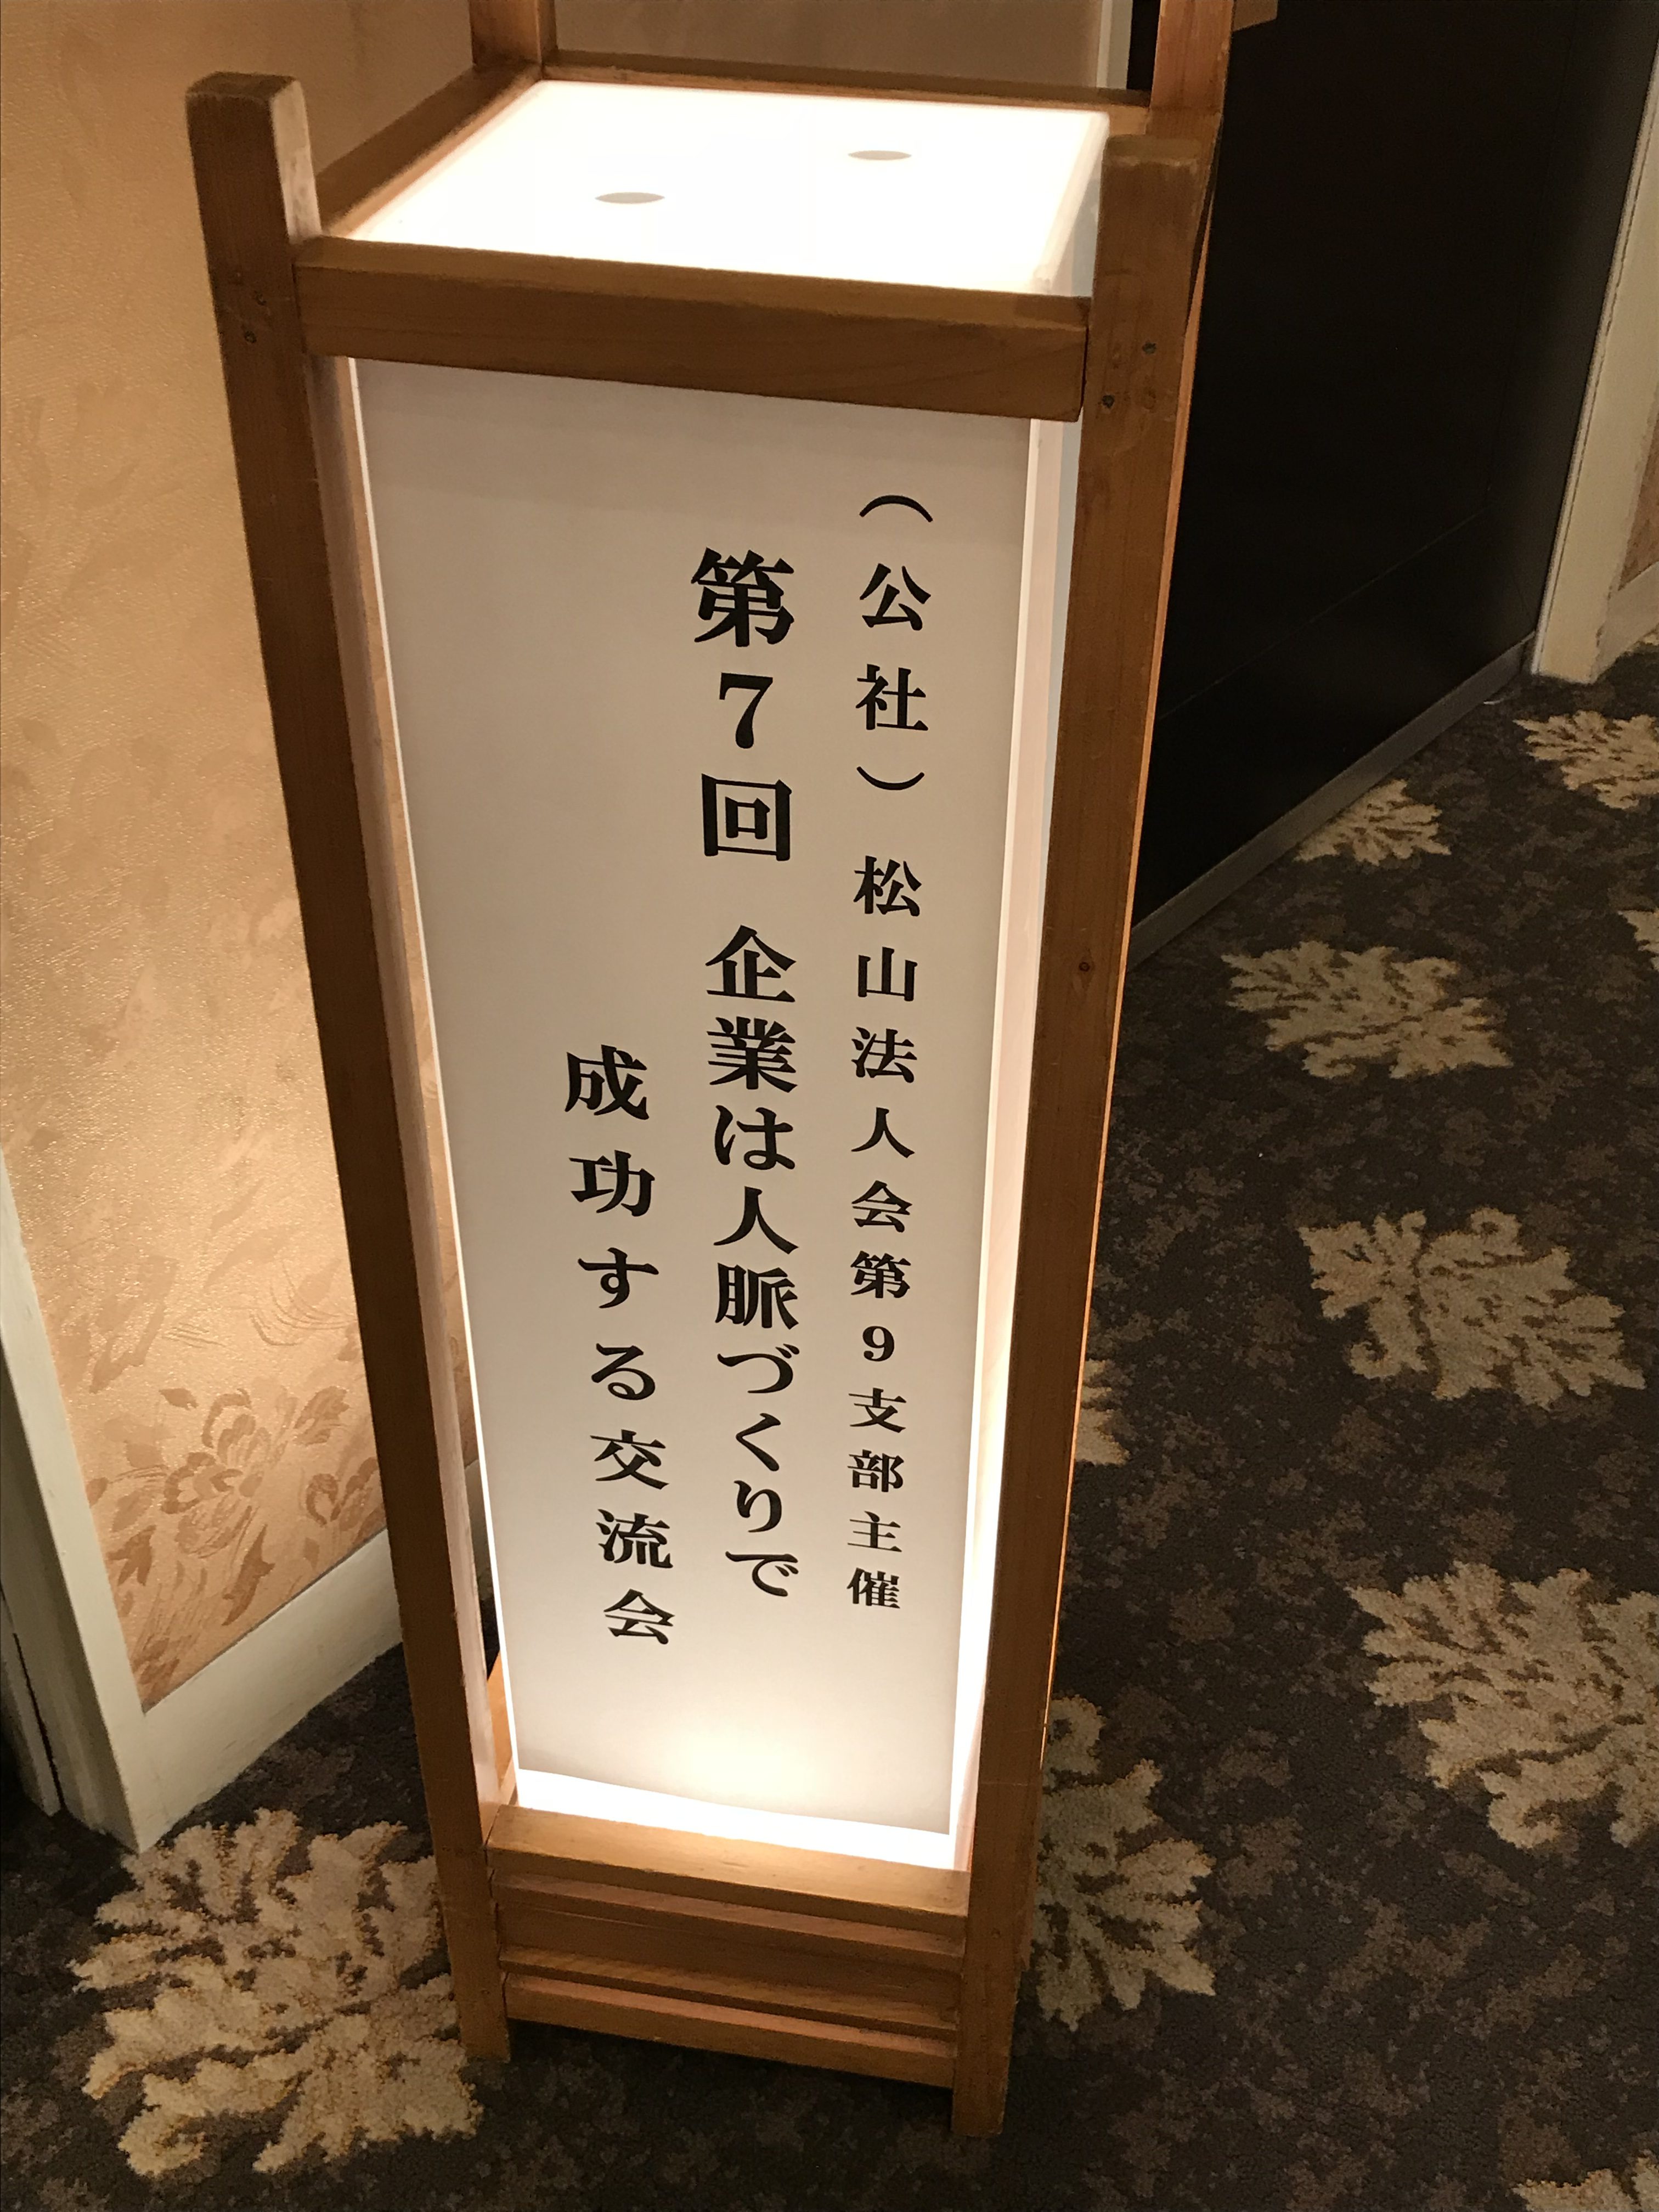 （公社）松山法人会第9支部主催
第7回 企業は人脈づくりで
成功する交流会